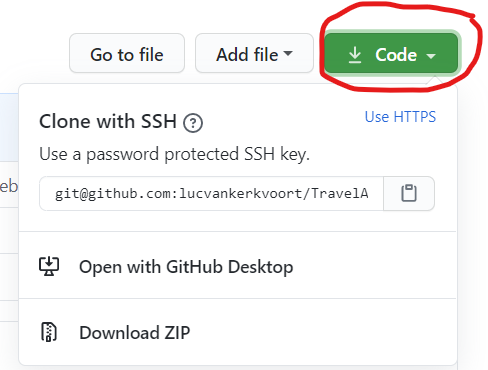 Go to file Add file Code
Clone with SSH ? Use HTTPS
Use a password protected SSH key.
eb
git@github.com:lucvankerkvoort/TravelA
Open with GitHub Desktop
Download ZIP